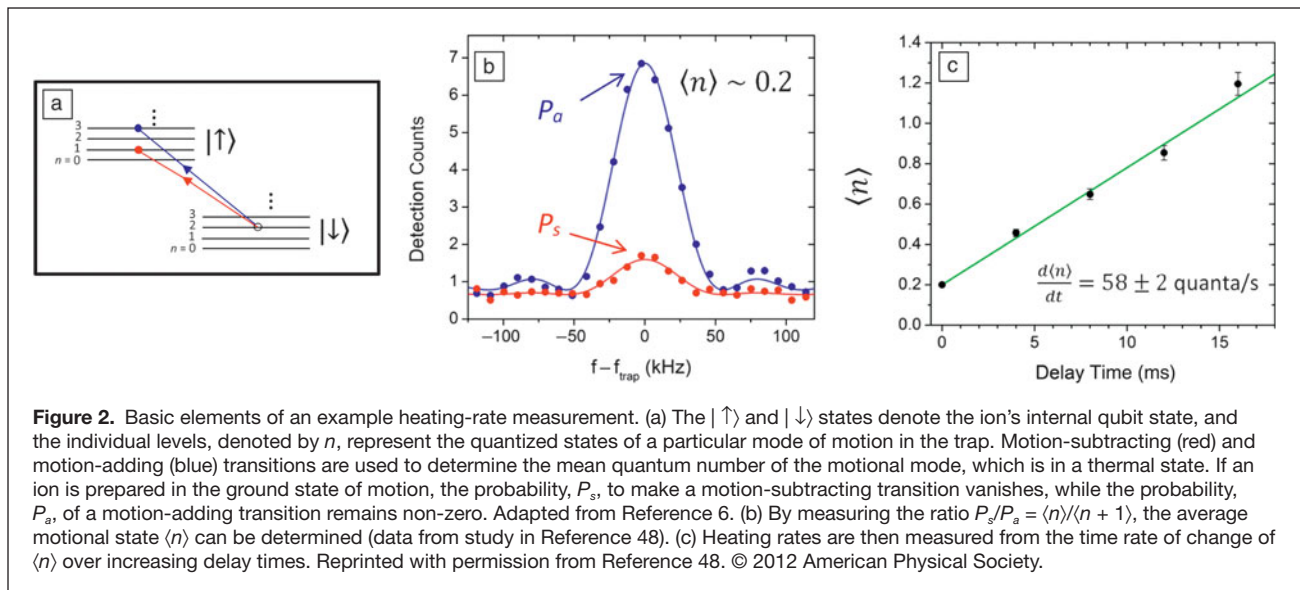 a
3
2
1
n = 0
⋮
|↑⟩
⋮
3
2
1
n = 0
|↓⟩
b
7
6
5
4
3
2
1
0
Detection Counts
Pₐ
⟨n⟩ ~ 0.2
Pₛ
−100 −50 0 50 100
f – f_trap (kHz)
c
1.4
1.2
1.0
0.8
0.6
0.4
0.2
0.0
⟨n⟩
d⟨n⟩/dt = 58 ± 2 quanta/s
0 5 10 15
Delay Time (ms)
Figure 2. Basic elements of an example heating-rate measurement. (a) The | ↑⟩ and | ↓⟩ states denote the ion's internal qubit state, and
the individual levels, denoted by n, represent the quantized states of a particular mode of motion in the trap. Motion-subtracting (red) and
motion-adding (blue) transitions are used to determine the mean quantum number of the motional mode, which is in a thermal state. If an
ion is prepared in the ground state of motion, the probability, Pₛ, to make a motion-subtracting transition vanishes, while the probability,
Pₐ, of a motion-adding transition remains non-zero. Adapted from Reference 6. (b) By measuring the ratio Pₛ/Pₐ = ⟨n⟩/⟨n + 1⟩, the average
motional state ⟨n⟩ can be determined (data from study in Reference 48). (c) Heating rates are then measured from the time rate of change of
⟨n⟩ over increasing delay times. Reprinted with permission from Reference 48. © 2012 American Physical Society.